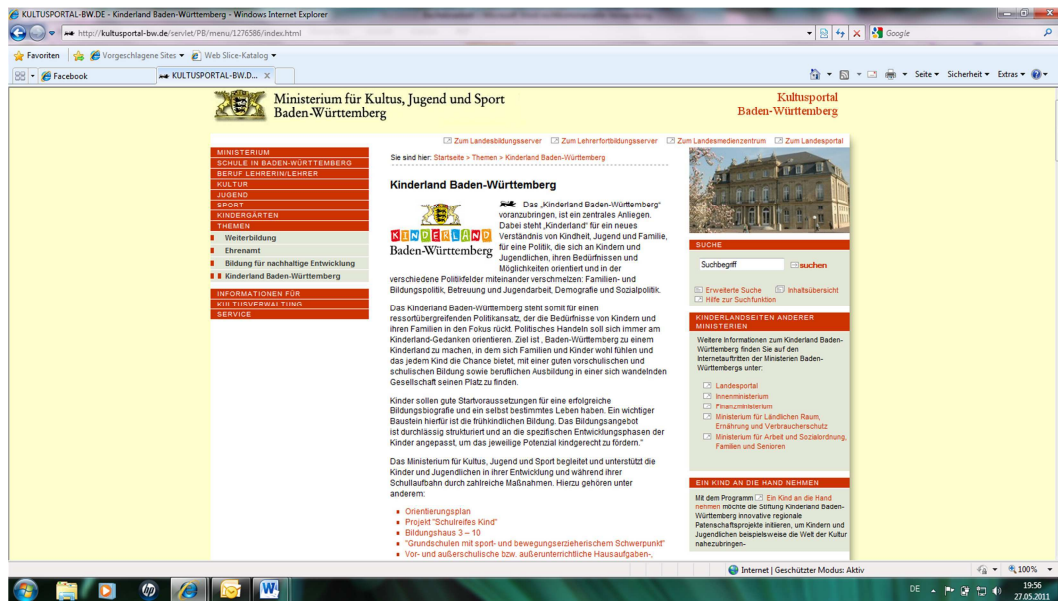 KULTUSPORTAL-BW.DE - Kinderland Baden-Württemberg - Windows Internet Explorer
http://kultusportal-bw.de/servlet/PB/menu/1276586/index.html
Google
Favoriten
Vorgeschlagene Sites
Web Slice-Katalog
Facebook
KULTUSPORTAL-BW.D...
Seite
Sicherheit
Extras
Ministerium für Kultus, Jugend und Sport
Baden-Württemberg
Kultusportal
Baden-Württemberg
Zum Landesbildungsserver
Zum Lehrerfortbildungsserver
Zum Landesmedienzentrum
Zum Landesportal
MINISTERIUM
SCHULE IN BADEN-WÜRTTEMBERG
BERUF LEHRERIN/LEHRER
KULTUR
JUGEND
SPORT
KINDERGÄRTEN
THEMEN
Weiterbildung
Ehrenamt
Bildung für nachhaltige Entwicklung
Kinderland Baden-Württemberg
INFORMATIONEN FÜR
KULTUSVERWALTUNG
SERVICE
Sie sind hier: Startseite > Themen > Kinderland Baden-Württemberg
Kinderland Baden-Württemberg
KINDERLAND
Baden-Württemberg
Das „Kinderland Baden-Württemberg"
voranzubringen, ist ein zentrales Anliegen.
Dabei steht „Kinderland" für ein neues
Verständnis von Kindheit, Jugend und Familie,
für eine Politik, die sich an Kindern und
Jugendlichen, ihren Bedürfnissen und
Möglichkeiten orientiert und in der
verschiedene Politikfelder miteinander verschmelzen: Familien- und
Bildungspolitik, Betreuung und Jugendarbeit, Demografie und Sozialpolitik.
Das Kinderland Baden-Württemberg steht somit für einen
ressortübergreifenden Politikansatz, der die Bedürfnisse von Kindern und
ihren Familien in den Fokus rückt. Politisches Handeln soll sich immer am
Kinderland-Gedanken orientieren. Ziel ist , Baden-Württemberg zu einem
Kinderland zu machen, in dem sich Familien und Kinder wohl fühlen und
das jedem Kind die Chance bietet, mit einer guten vorschulischen und
schulischen Bildung sowie beruflichen Ausbildung in einer sich wandelnden
Gesellschaft seinen Platz zu finden.
Kinder sollen gute Startvoraussetzungen für eine erfolgreiche
Bildungsbiografie und ein selbst bestimmtes Leben haben. Ein wichtiger
Baustein hierfür ist die frühkindlichen Bildung. Das Bildungsangebot
ist durchlässig strukturiert und an die spezifischen Entwicklungsphasen der
Kinder angepasst, um das jeweilige Potenzial kindgerecht zu fördern."
Das Ministerium für Kultus, Jugend und Sport begleitet und unterstützt die
Kinder und Jugendlichen in ihrer Entwicklung und während ihrer
Schullaufbahn durch zahlreiche Maßnahmen. Hierzu gehören unter
anderem:
Orientierungsplan
Projekt "Schulreifes Kind"
Bildungshaus 3 – 10
"Grundschulen mit sport- und bewegungserzieherischem Schwerpunkt"
Vor- und außerschulische bzw. außerunterrichtliche Hausaufgaben-,
SUCHE
Suchbegriff
suchen
Erweiterte Suche
Inhaltsübersicht
Hilfe zur Suchfunktion
KINDERLANDSEITEN ANDERER
MINISTERIEN
Weitere Informationen zum Kinderland Baden-
Württemberg finden Sie auf den
Internetauftritten der Ministerien Baden-
Württembergs unter:
Landesportal
Innenministerium
Finanzministerium
Ministerium für Ländlichen Raum,
Ernährung und Verbraucherschutz
Ministerium für Arbeit und Sozialordnung,
Familien und Senioren
EIN KIND AN DIE HAND NEHMEN
Mit dem Programm Ein Kind an die Hand
nehmen möchte die Stiftung Kinderland Baden-
Württemberg innovative regionale
Patenschaftsprojekte initiieren, um Kindern und
Jugendlichen beispielsweise die Welt der Kultur
nahezubringen-
Internet | Geschützter Modus: Aktiv
100%
DE
19:56
27.05.2011